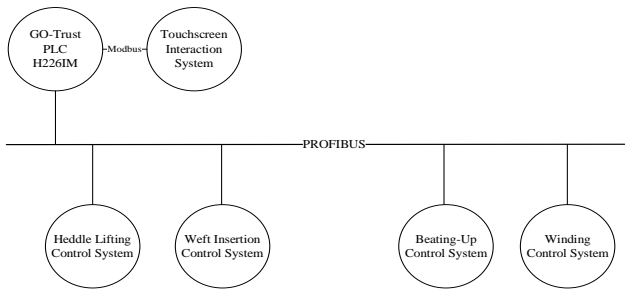 GO-Trust
PLC
H226IM
Modbus
Touchscreen
Interaction
System
PROFIBUS
Heddle Lifting
Control System
Weft Insertion
Control System
Beating-Up
Control System
Winding
Control System